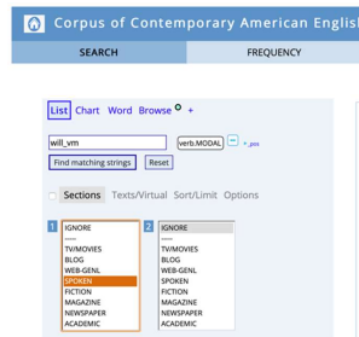 Corpus of Contemporary American English
SEARCH FREQUENCY
List Chart Word Browse +
will_vm verb.MODAL
Find matching strings Reset
Sections Texts/Virtual Sort/Limit Options
1 IGNORE 2 IGNORE
----- -----
TV/MOVIES TV/MOVIES
BLOG BLOG
WEB-GENL WEB-GENL
SPOKEN SPOKEN
FICTION FICTION
MAGAZINE MAGAZINE
NEWSPAPER NEWSPAPER
ACADEMIC ACADEMIC